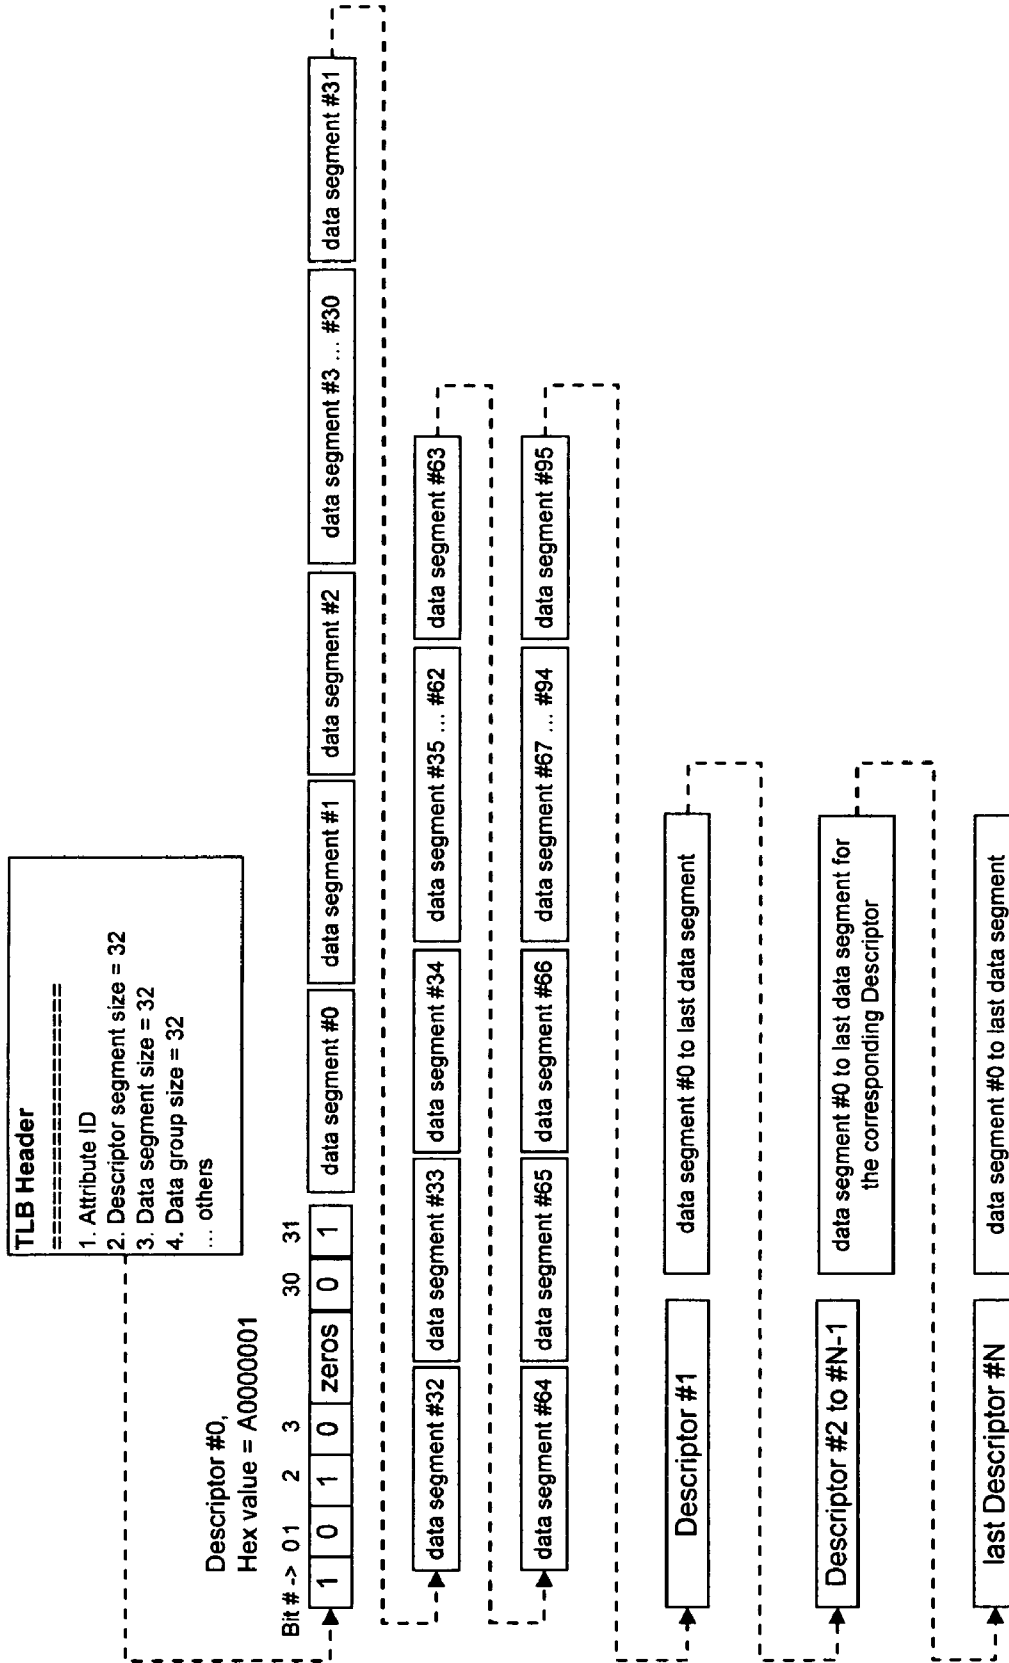 TLB Header
==================
1. Attribute ID
2. Descriptor segment size = 32
3. Data segment size = 32
4. Data group size = 32
... others
Descriptor #0,
Hex value = A0000001
Bit # -> 0 1 2 3 30 31
1 0 1 0 zeros 0 1 data segment #0 data segment #1 data segment #2 data segment #3 ... #30 data segment #31
data segment #32 data segment #33 data segment #34 data segment #35 ... #62 data segment #63
data segment #64 data segment #65 data segment #66 data segment #67 ... #94 data segment #95
Descriptor #1 data segment #0 to last data segment
Descriptor #2 to #N-1 data segment #0 to last data segment for
the corresponding Descriptor
last Descriptor #N data segment #0 to last data segment